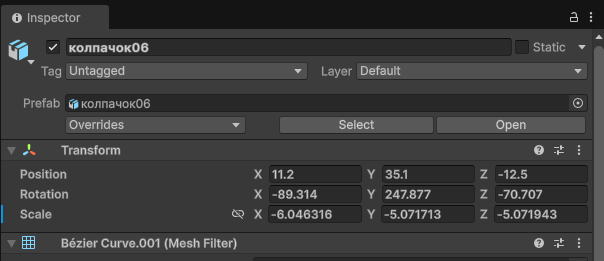 Inspector
колпачок06
Static
Tag Untagged Layer Default
Prefab колпачок06
Overrides Select Open
Transform
Position X 11.2 Y 35.1 Z -12.5
Rotation X -89.314 Y 247.877 Z -70.707
Scale X -6.046316 Y -5.071713 Z -5.071943
Bézier Curve.001 (Mesh Filter)